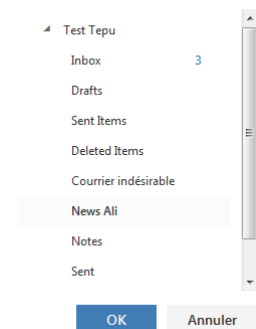 Test Tepu
Inbox 3
Drafts
Sent Items
Deleted Items
Courrier indésirable
News Ali
Notes
Sent
OK Annuler